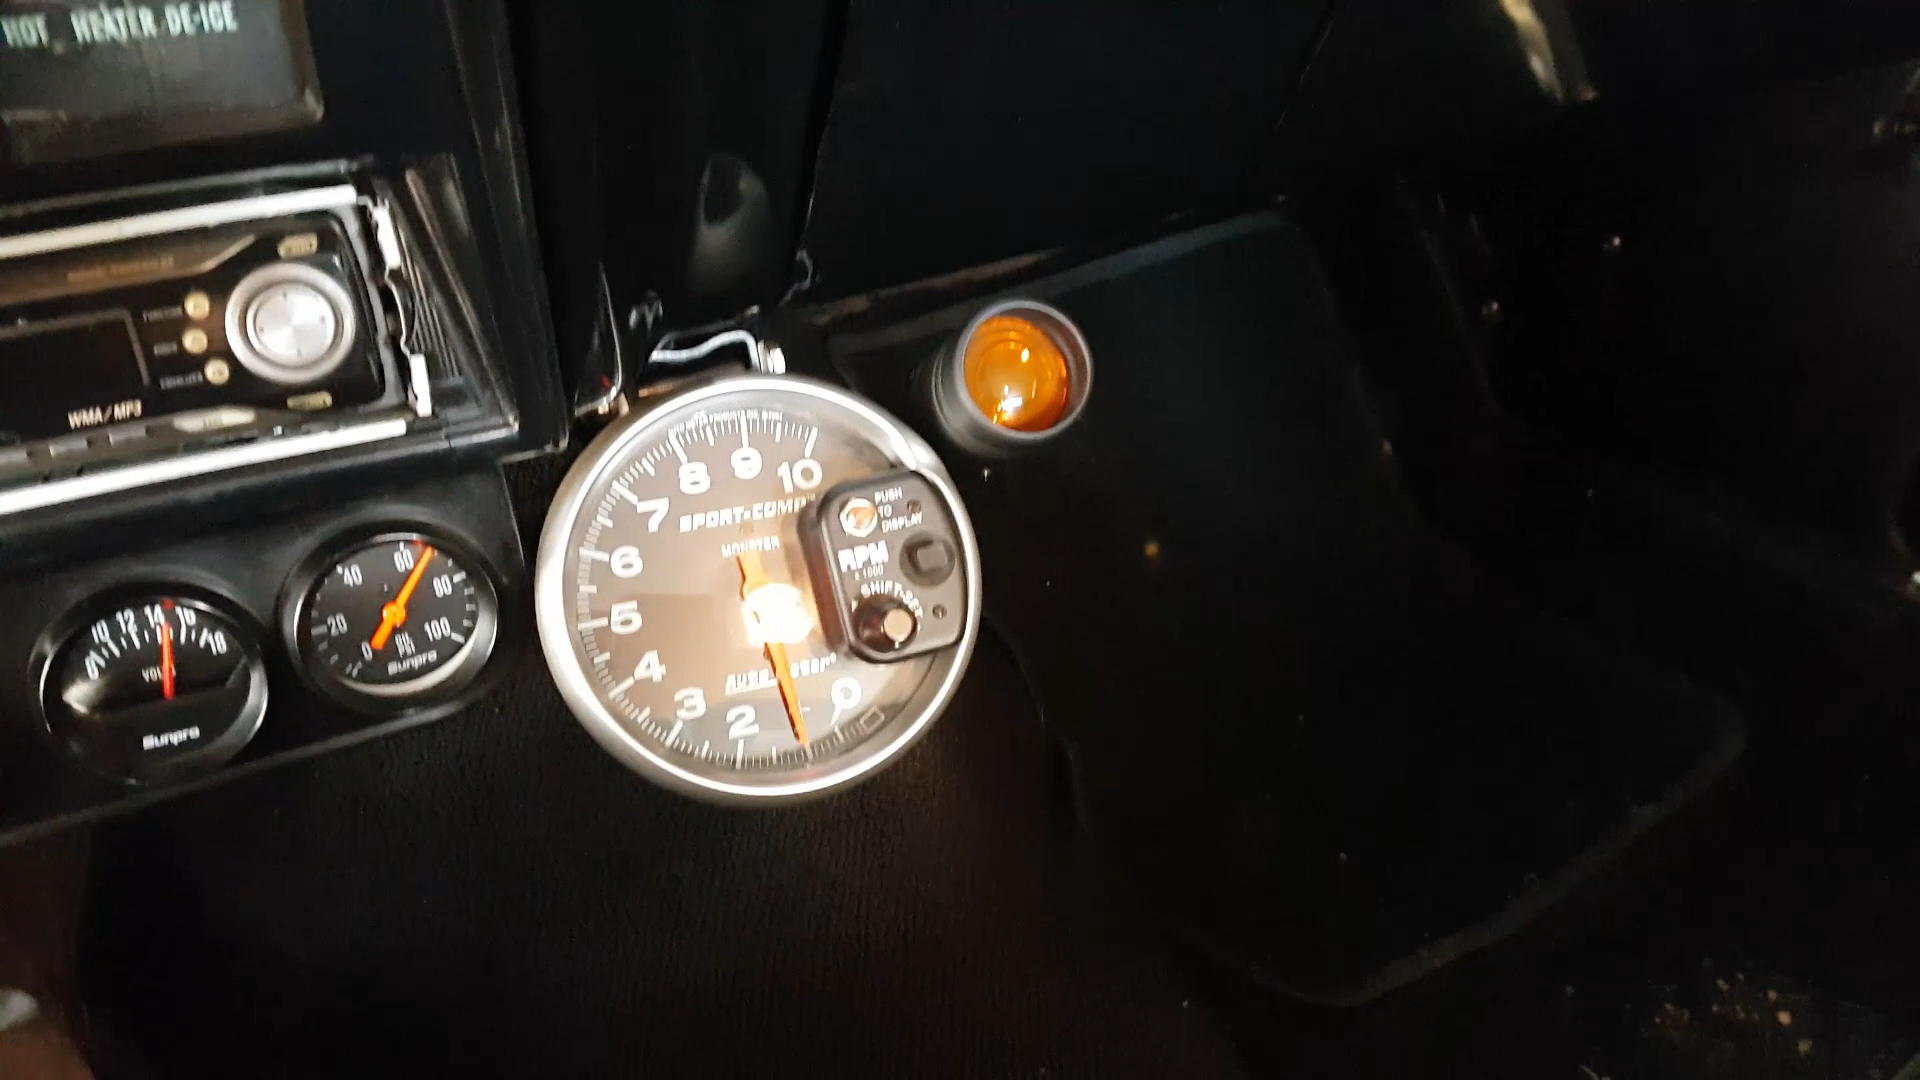 HOT HEATER DE-ICE
WMA/MP3
10 12 14 16 18
VOLTS
Sunpro
0 20 40 60 80 100
OIL
PSI
Sunpro
0 2 3 4 5 6 7 8 9 10
SPORT-COMP™
MONSTER
Auto Meter®
PUSH
TO
DISPLAY
RPM
x 1000
SHIFT-SET